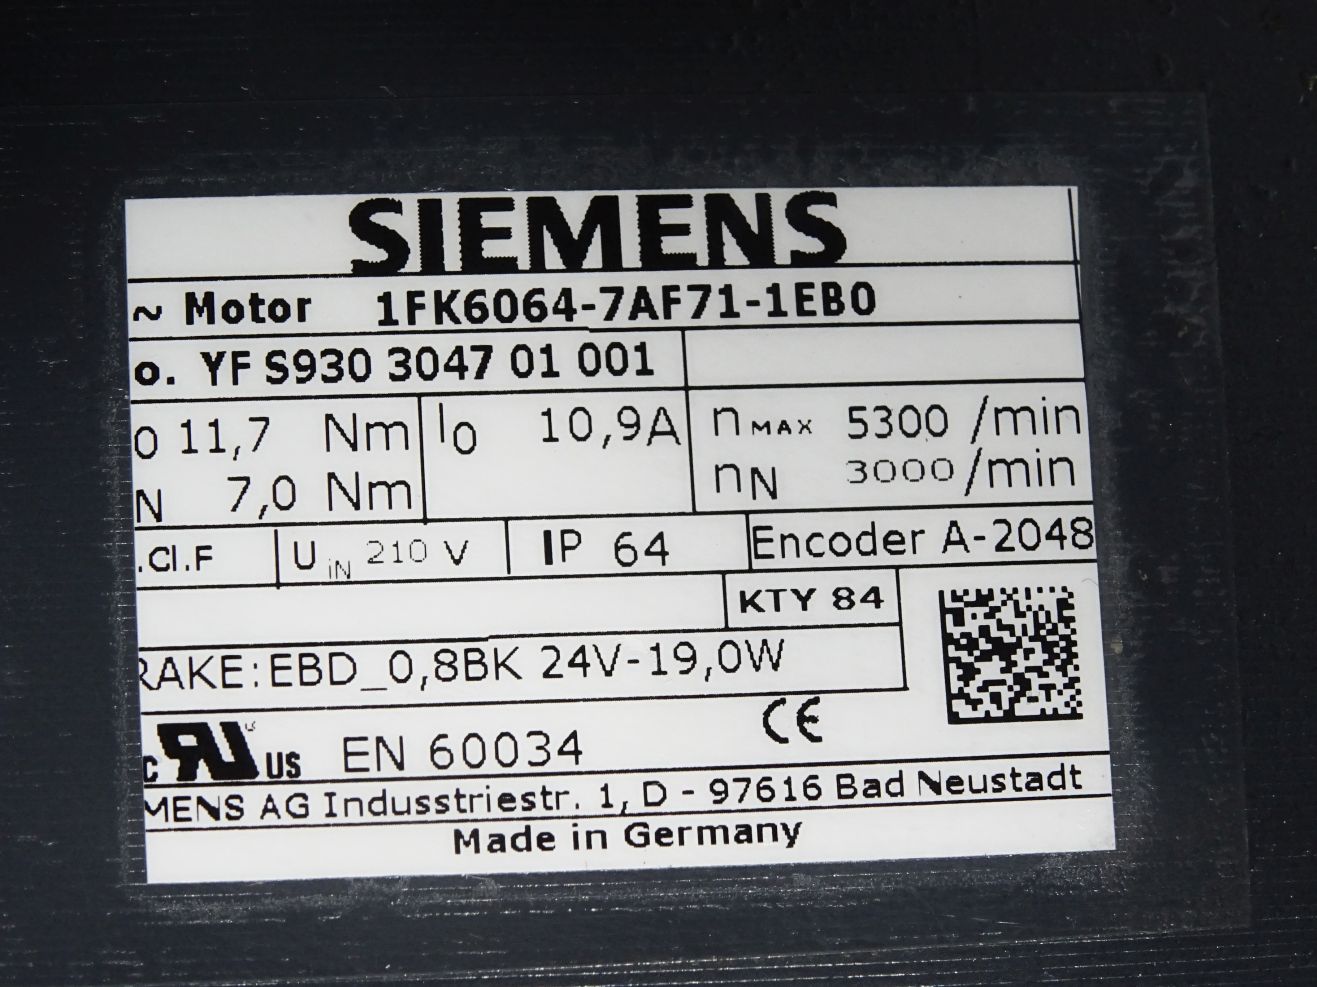 SIEMENS
~ Motor 1FK6064-7AF71-1EB0
o. YF S930 3047 01 001
0 11,7 Nm I0 10,9A nMAX 5300 /min
N 7,0 Nm nN 3000/min
.Cl.F UiN 210 V IP 64 Encoder A-2048
KTY 84
RAKE:EBD_0,8BK 24V-19,0W
CE
c RU US EN 60034
MENS AG Indusstriestr. 1, D - 97616 Bad Neustadt
Made in Germany